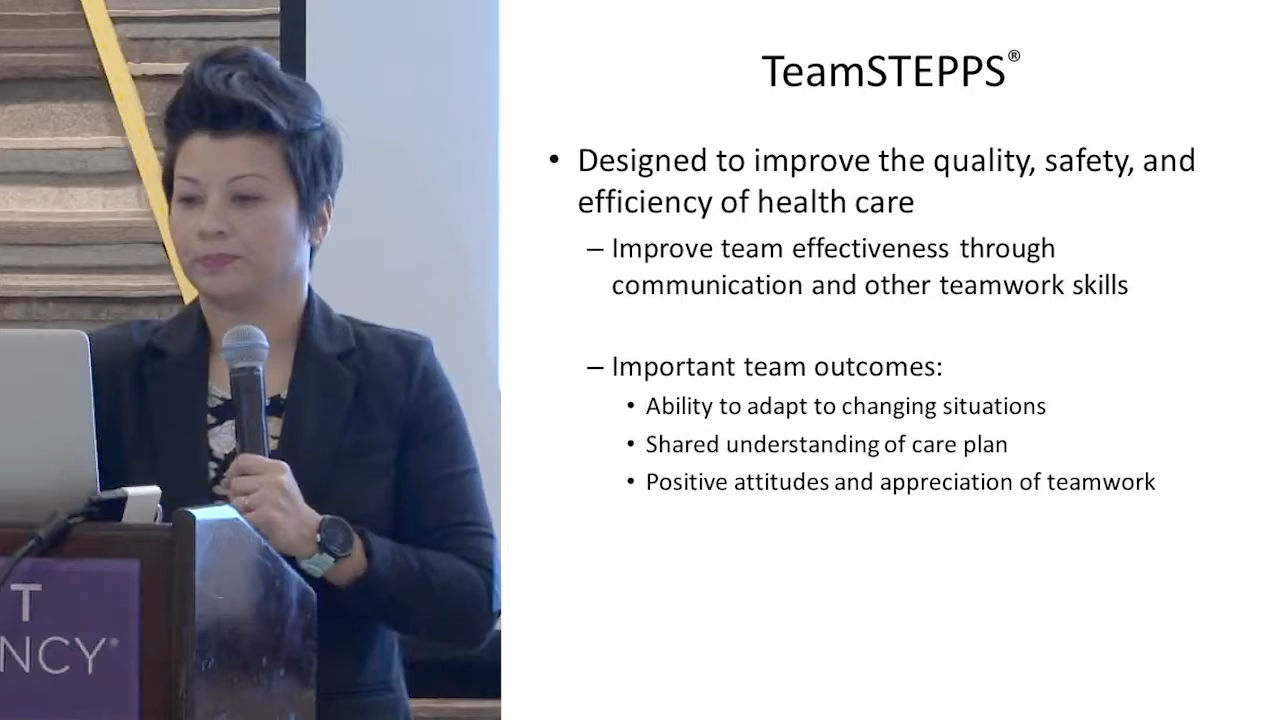 TeamSTEPPS®
• Designed to improve the quality, safety, and
efficiency of health care
– Improve team effectiveness through
communication and other teamwork skills
– Important team outcomes:
• Ability to adapt to changing situations
• Shared understanding of care plan
• Positive attitudes and appreciation of teamwork
T
NCY®